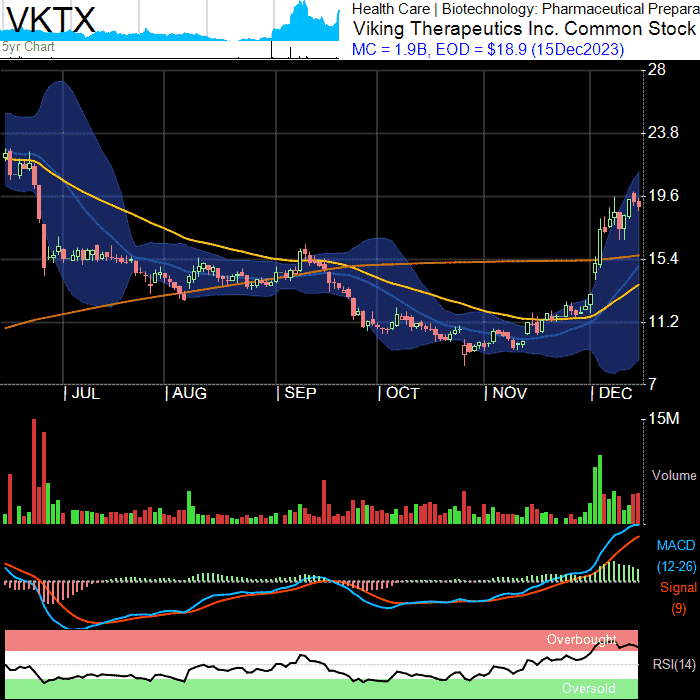 VKTX
5yr Chart
Health Care | Biotechnology: Pharmaceutical Prepara
Viking Therapeutics Inc. Common Stock
MC = 1.9B, EOD = $18.9 (15Dec2023)
28
23.8
19.6
15.4
11.2
7
| JUL | AUG | SEP | OCT | NOV | DEC
15M
Volume
MACD
(12-26)
Signal
(9)
Overbought
RSI(14)
Oversold